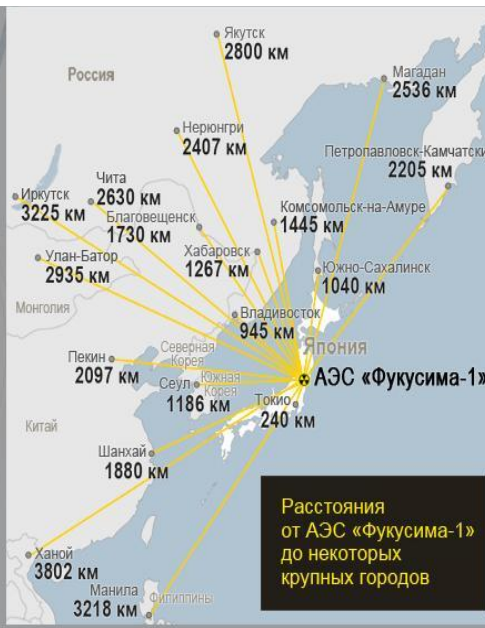 Якутск
2800 км
Россия
Магадан
2536 км
Нерюнгри
2407 км
Петропавловск-Камчатски
2205 км
Чита
2630 км
Иркутск
3225 км
Благовещенск
1730 км
Комсомольск-на-Амуре
1445 км
Улан-Батор
2935 км
Хабаровск
1267 км
Южно-Сахалинск
1040 км
Монголия
Владивосток
945 км
Северная
Корея
Япония
Пекин
2097 км
Сеул
1186 км
Южная
Корея
АЭС «Фукусима-1»
Токио
240 км
Китай
Шанхай
1880 км
Ханой
3802 км
Манила
3218 км
Филиппины
Расстояния
от АЭС «Фукусима-1»
до некоторых
крупных городов